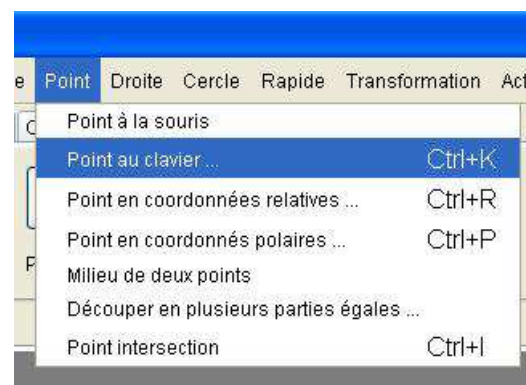 Point Droite Cercle Rapide Transformation
Point à la souris
Point au clavier ... Ctrl+K
Point en coordonnées relatives ... Ctrl+R
Point en coordonnés polaires ... Ctrl+P
Milieu de deux points
Découper en plusieurs parties égales ...
Point intersection Ctrl+I